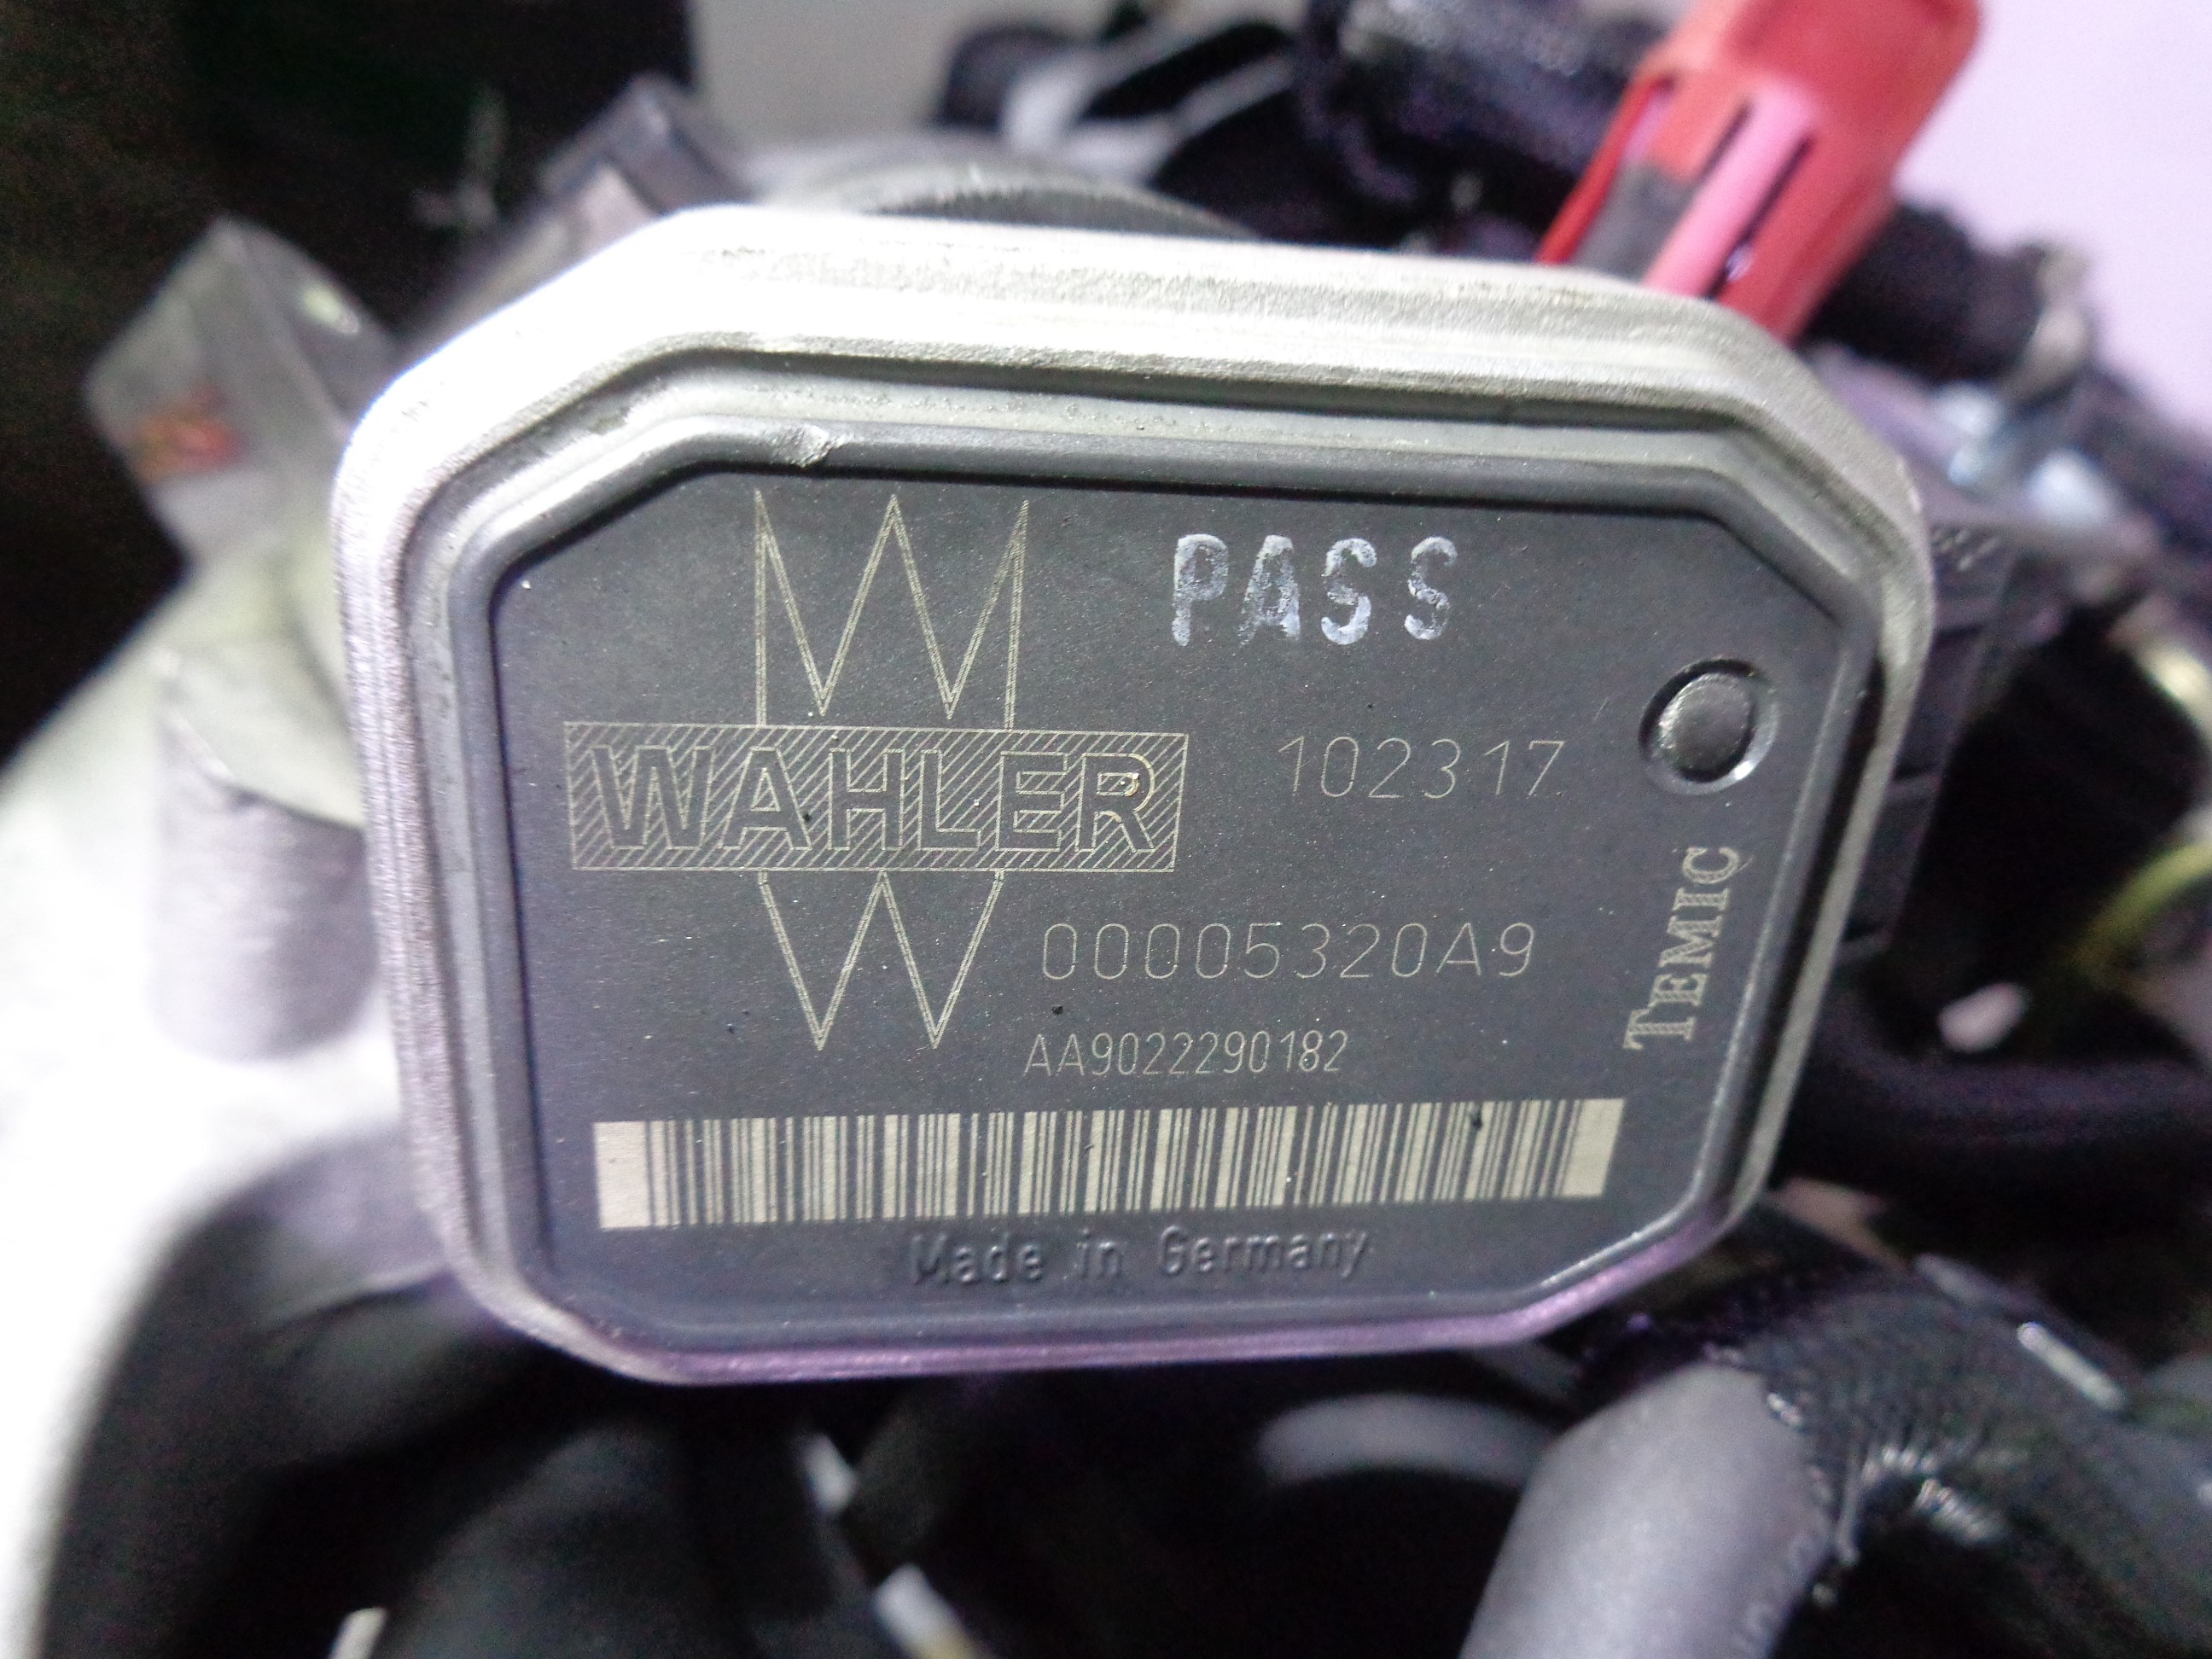 PASS
WAHLER
102317
00005320A9
TEMIC
AA9022290182
Made in Germany